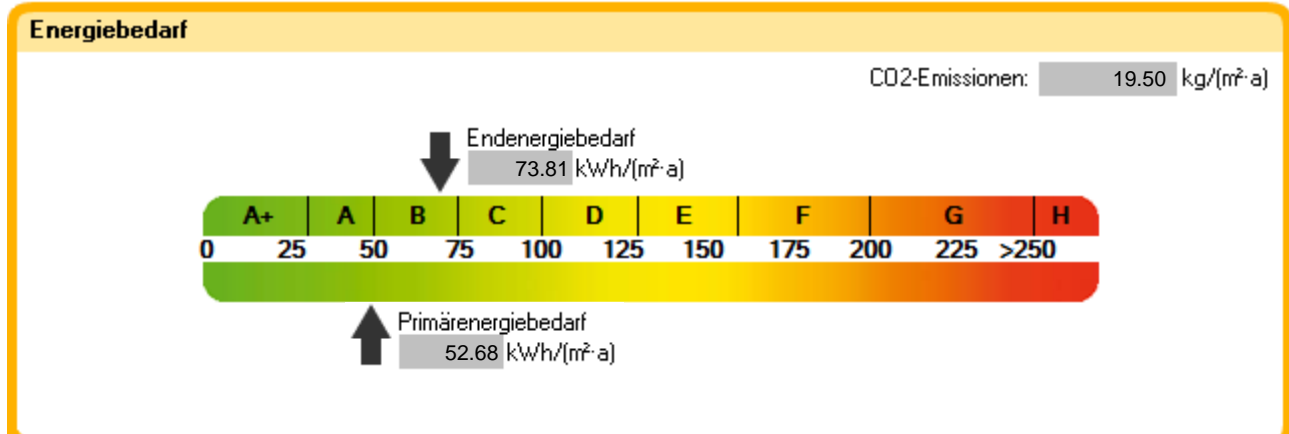 Energiebedarf
CO2-Emissionen: 19.50 kg/(m²·a)
Endenergiebedarf
73.81 kWh/(m²·a)
A+ A B C D E F G H
0 25 50 75 100 125 150 175 200 225 >250
Primärenergiebedarf
52.68 kWh/(m²·a)